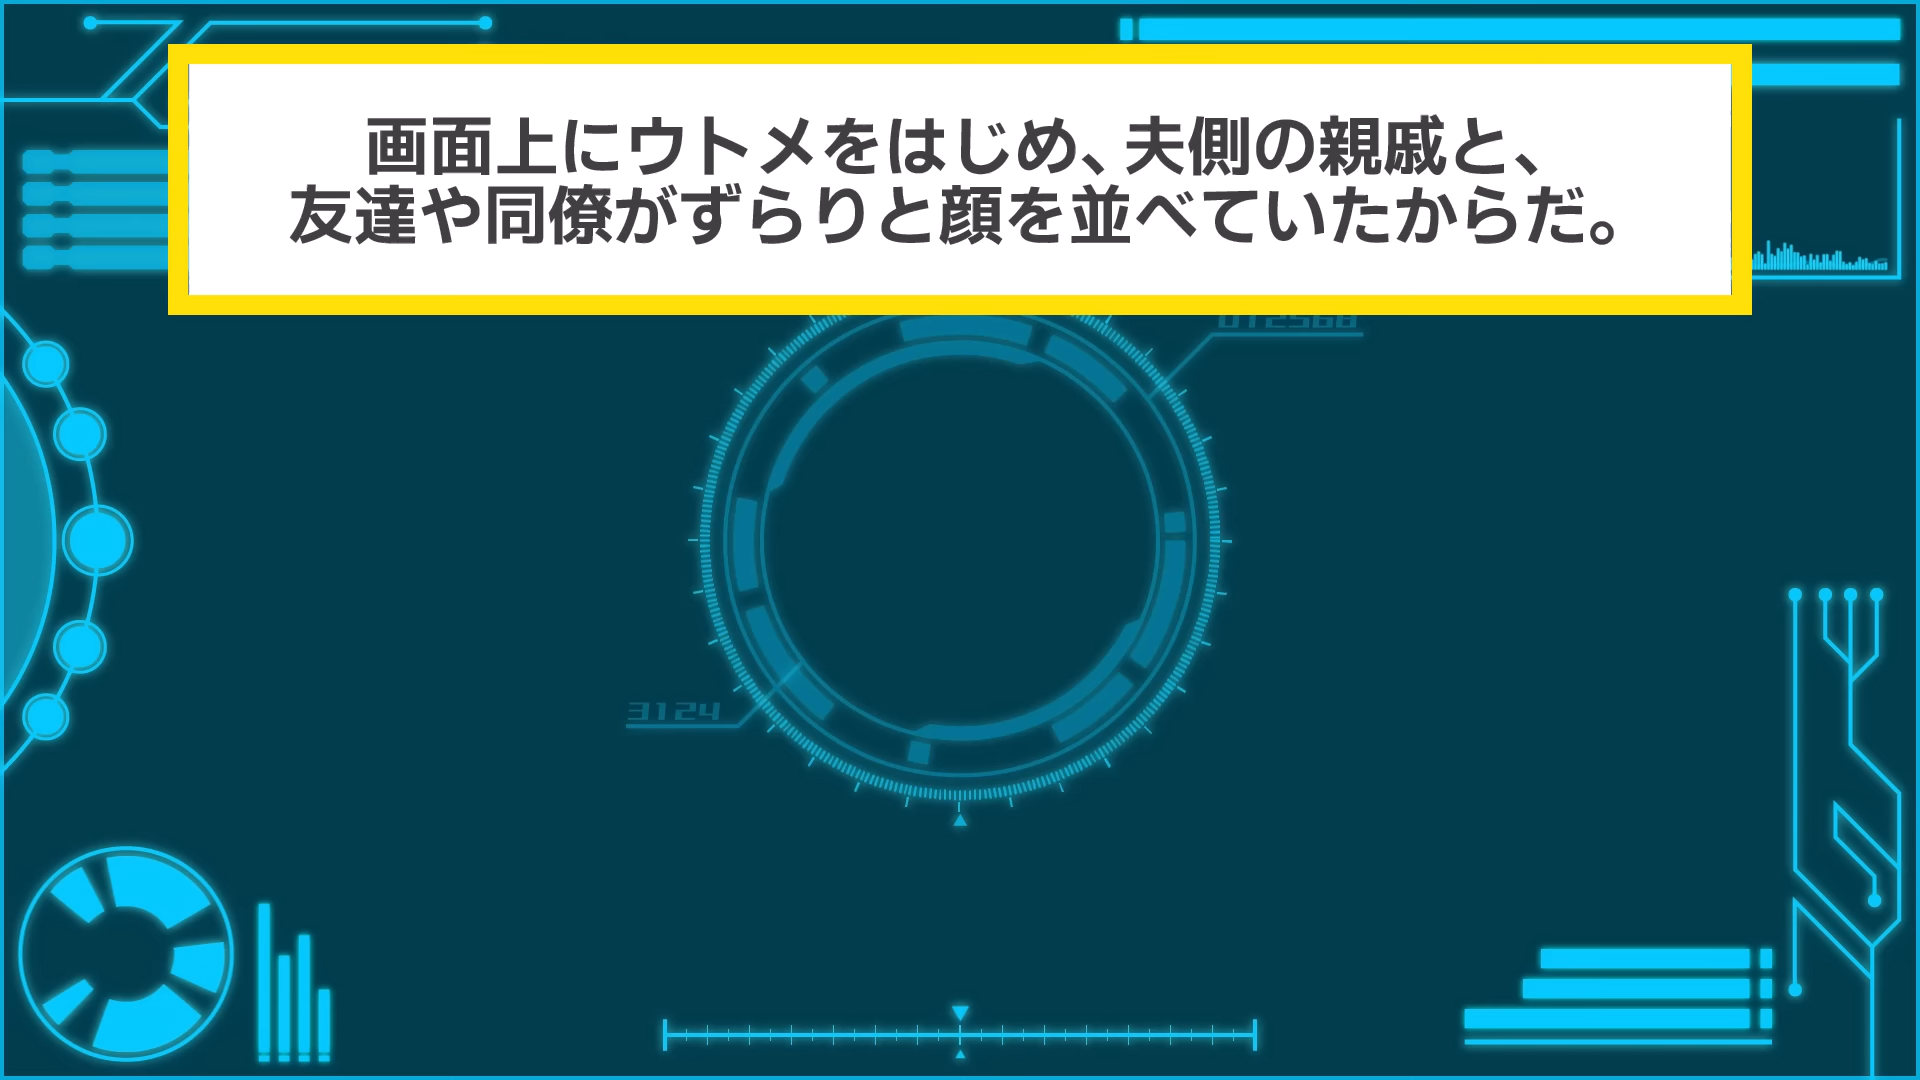 画面上にウトメをはじめ、夫側の親戚と、
友達や同僚がずらりと顔を並べていたからだ。
012568
3124